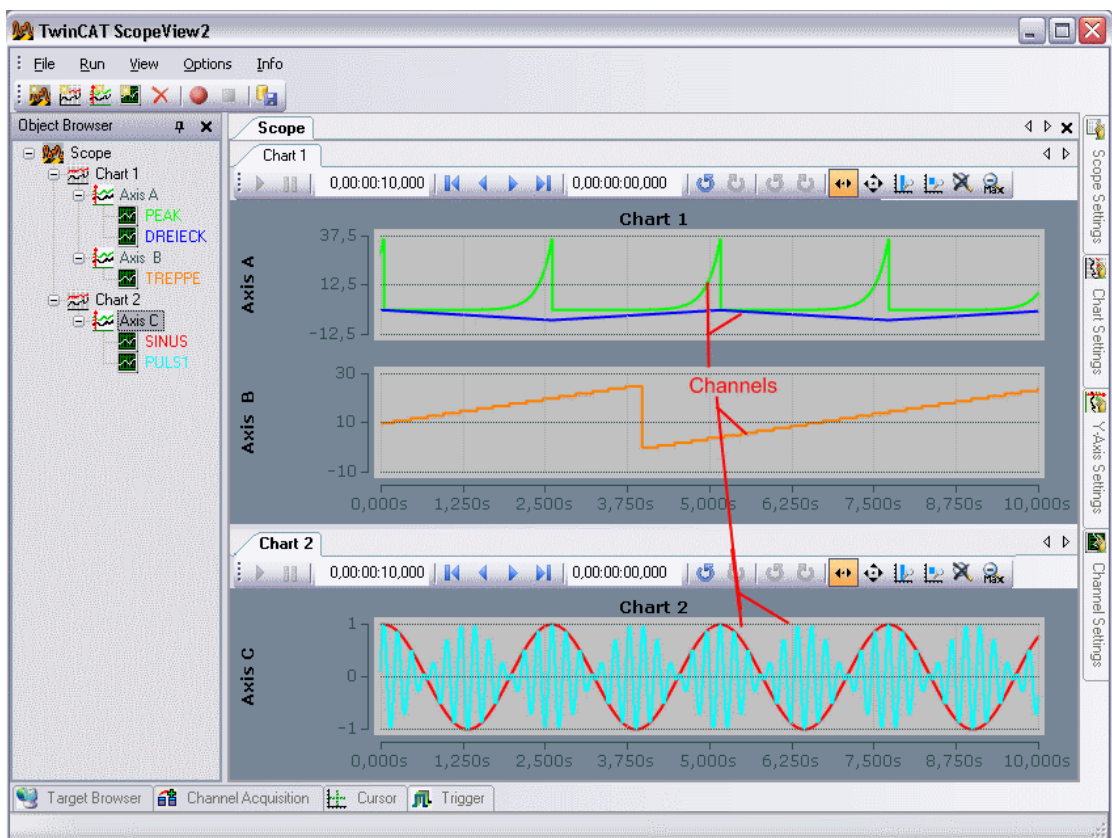 TwinCAT ScopeView2
File Run View Options Info
Object Browser
Scope
Chart 1
Axis A
PEAK
DREIECK
Axis B
TREPPE
Chart 2
Axis C
SINUS
PULS1
Scope
Chart 1
0,00:00:10,000 0,00:00:00,000 Max
Chart 1
Axis A
37,5
12,5
-12,5
Channels
Axis B
30
10
-10
0,000s 1,250s 2,500s 3,750s 5,000s 6,250s 7,500s 8,750s 10,000s
Chart 2
0,00:00:10,000 0,00:00:00,000 Max
Chart 2
Axis C
1
0
-1
0,000s 1,250s 2,500s 3,750s 5,000s 6,250s 7,500s 8,750s 10,000s
Scope Settings
Chart Settings
Y-Axis Settings
Channel Settings
Target Browser Channel Acquisition Cursor Trigger